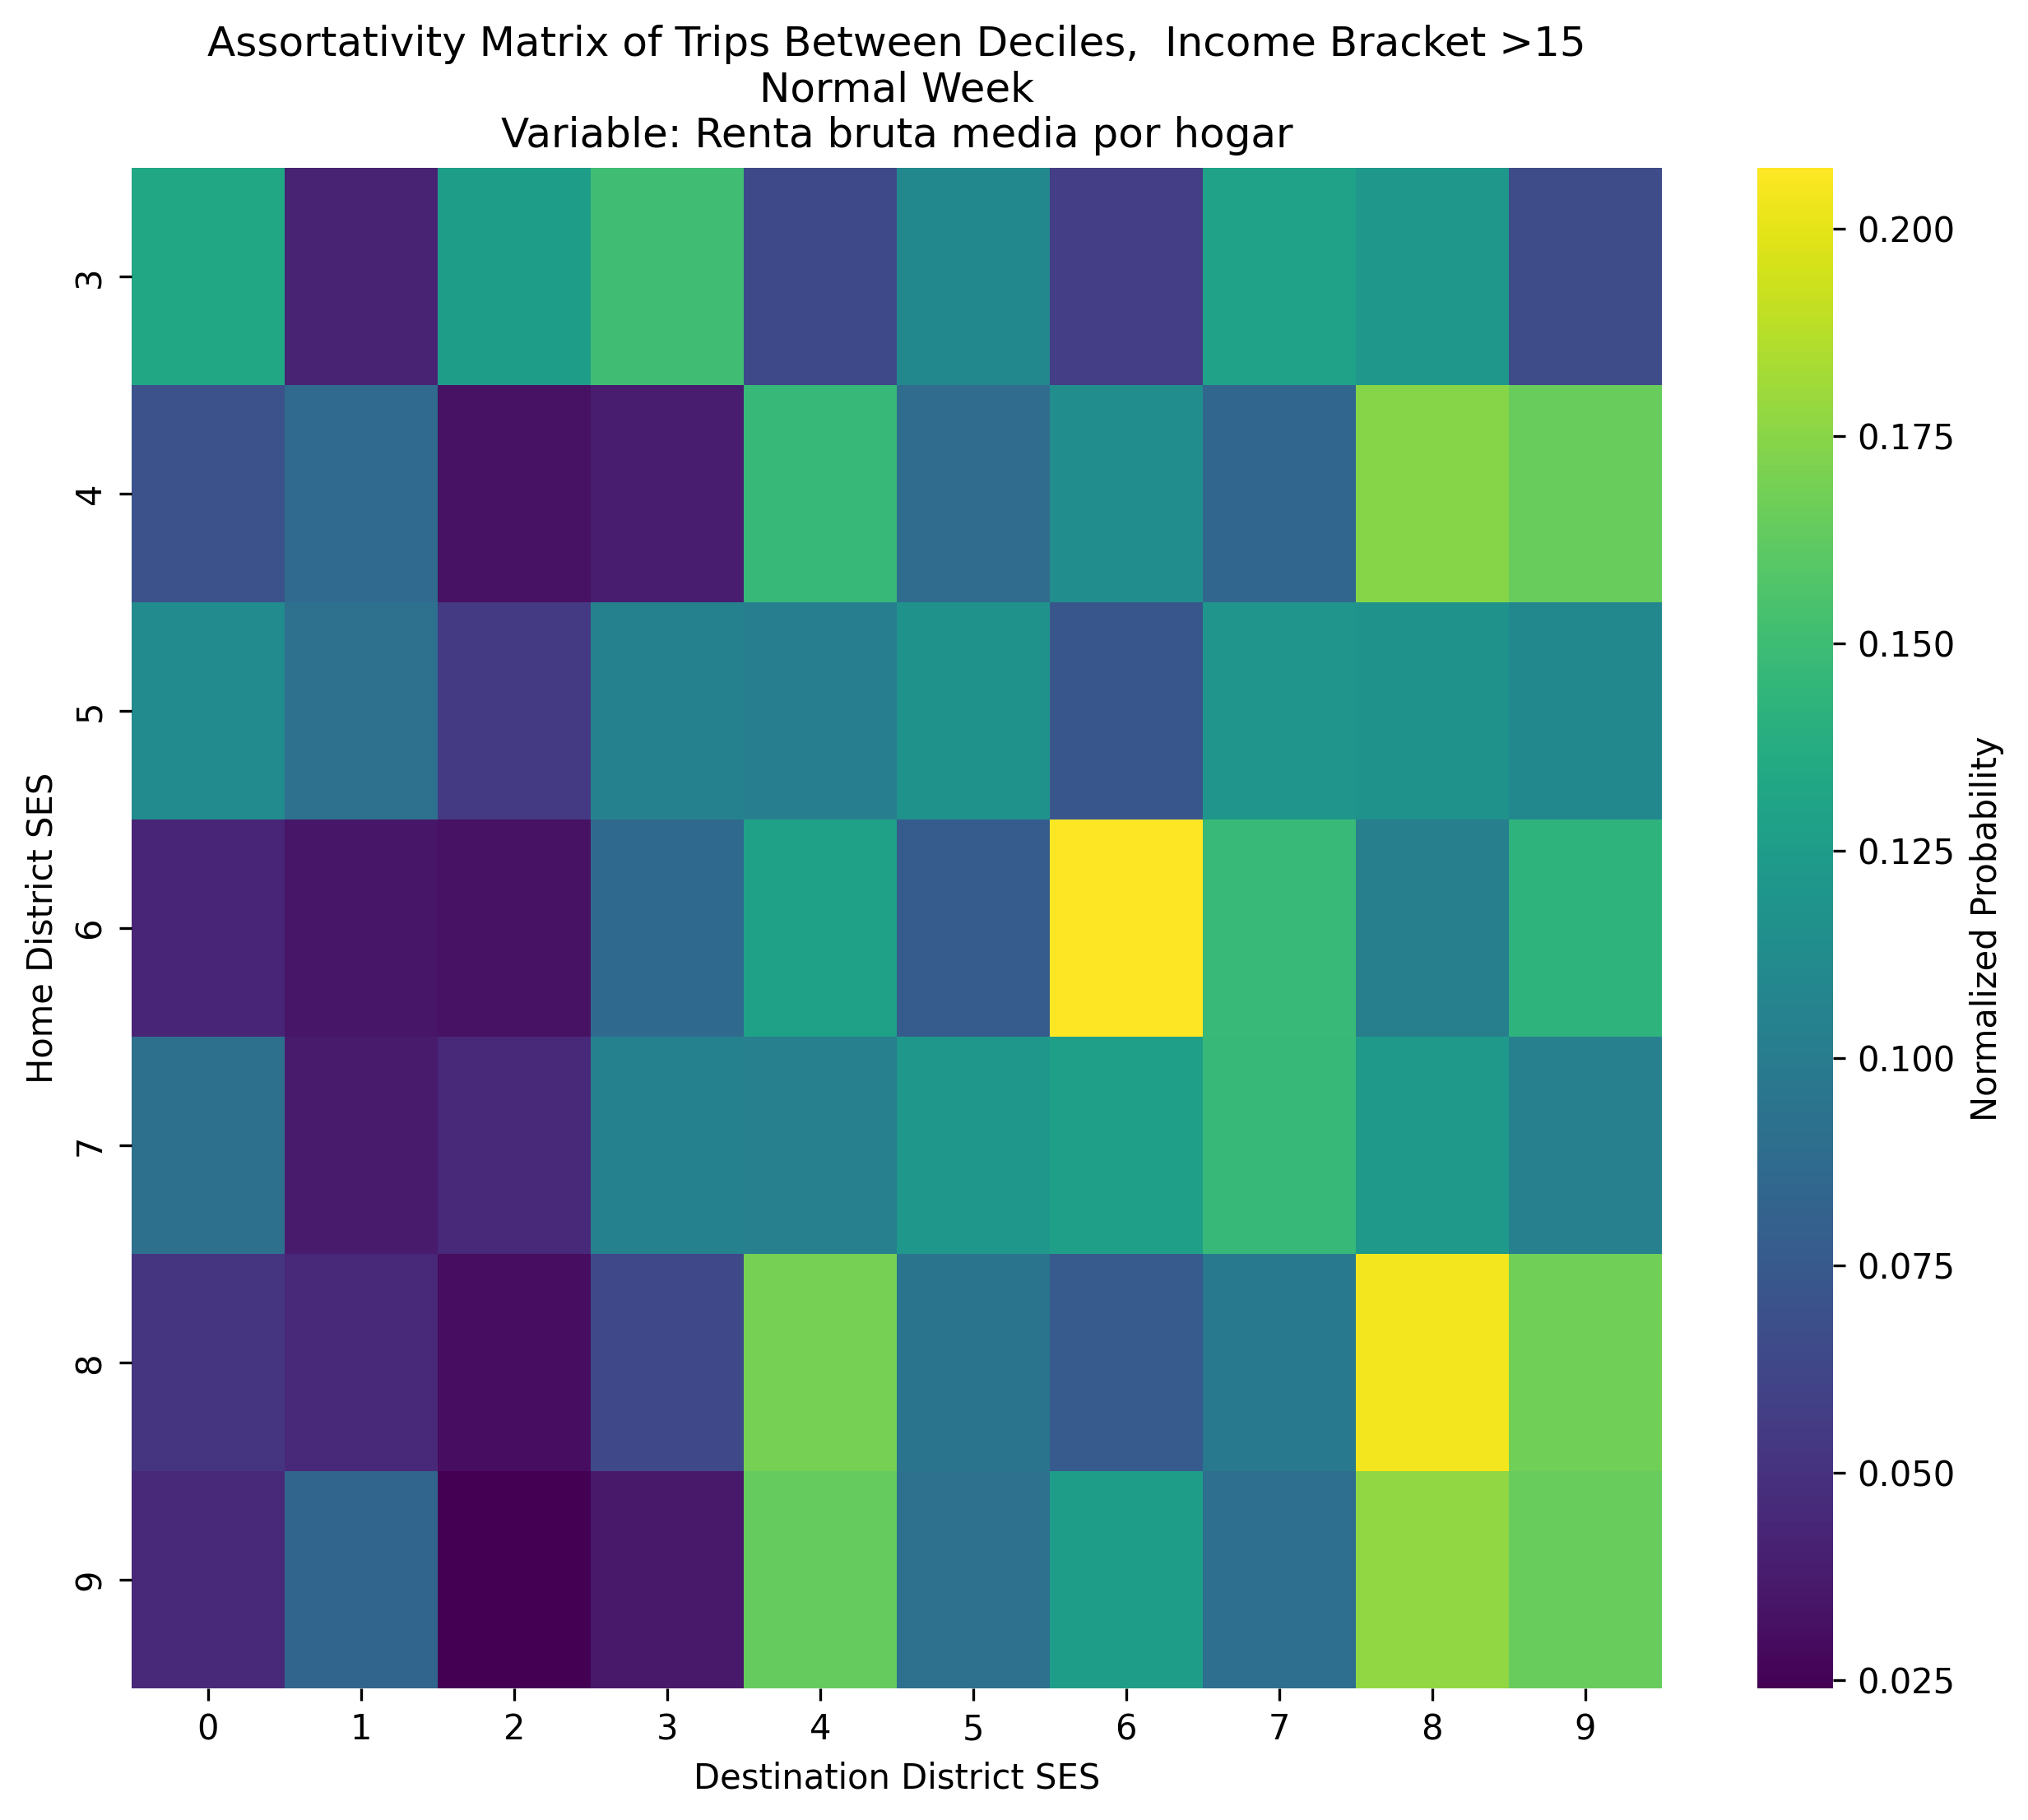 Assortativity Matrix of Trips Between Deciles,  Income Bracket >15
Normal Week
Variable: Renta bruta media por hogar
Home District SES
3
4
5
6
7
8
9
0 1 2 3 4 5 6 7 8 9
Destination District SES
0.200
0.175
0.150
0.125
0.100
0.075
0.050
0.025
Normalized Probability